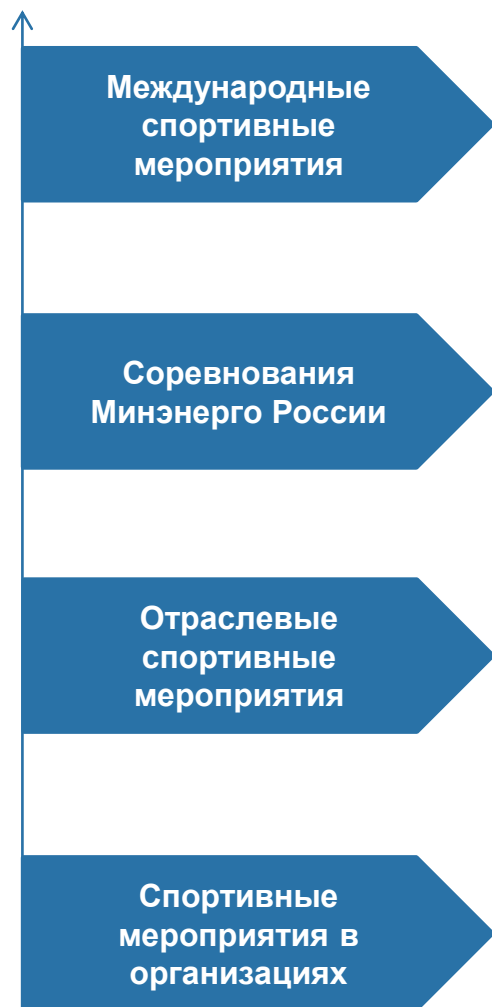 Международные
спортивные
мероприятия
Соревнования
Минэнерго России
Отраслевые
спортивные
мероприятия
Спортивные
мероприятия в
организациях